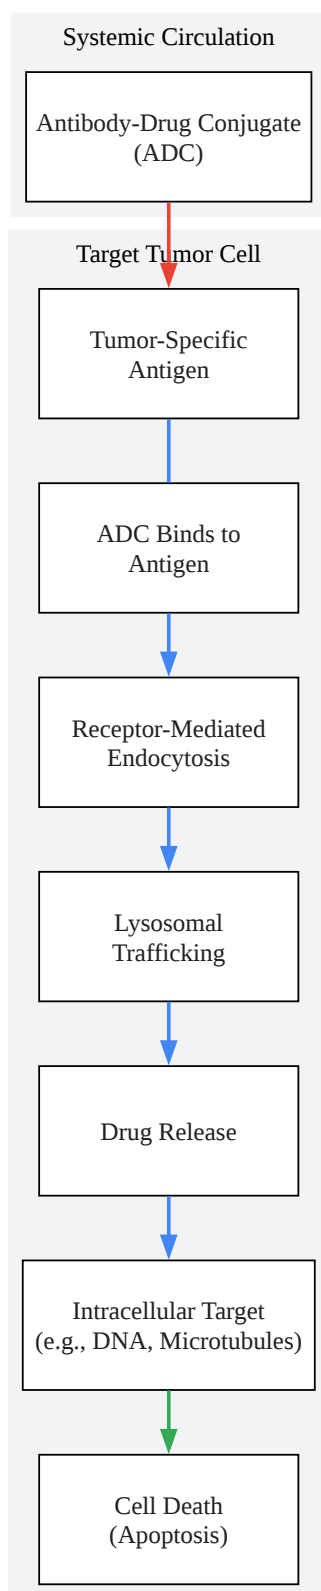 Systemic Circulation
Antibody-Drug Conjugate
(ADC)
Target Tumor Cell
Tumor-Specific
Antigen
ADC Binds to
Antigen
Receptor-Mediated
Endocytosis
Lysosomal
Trafficking
Drug Release
Intracellular Target
(e.g., DNA, Microtubules)
Cell Death
(Apoptosis)